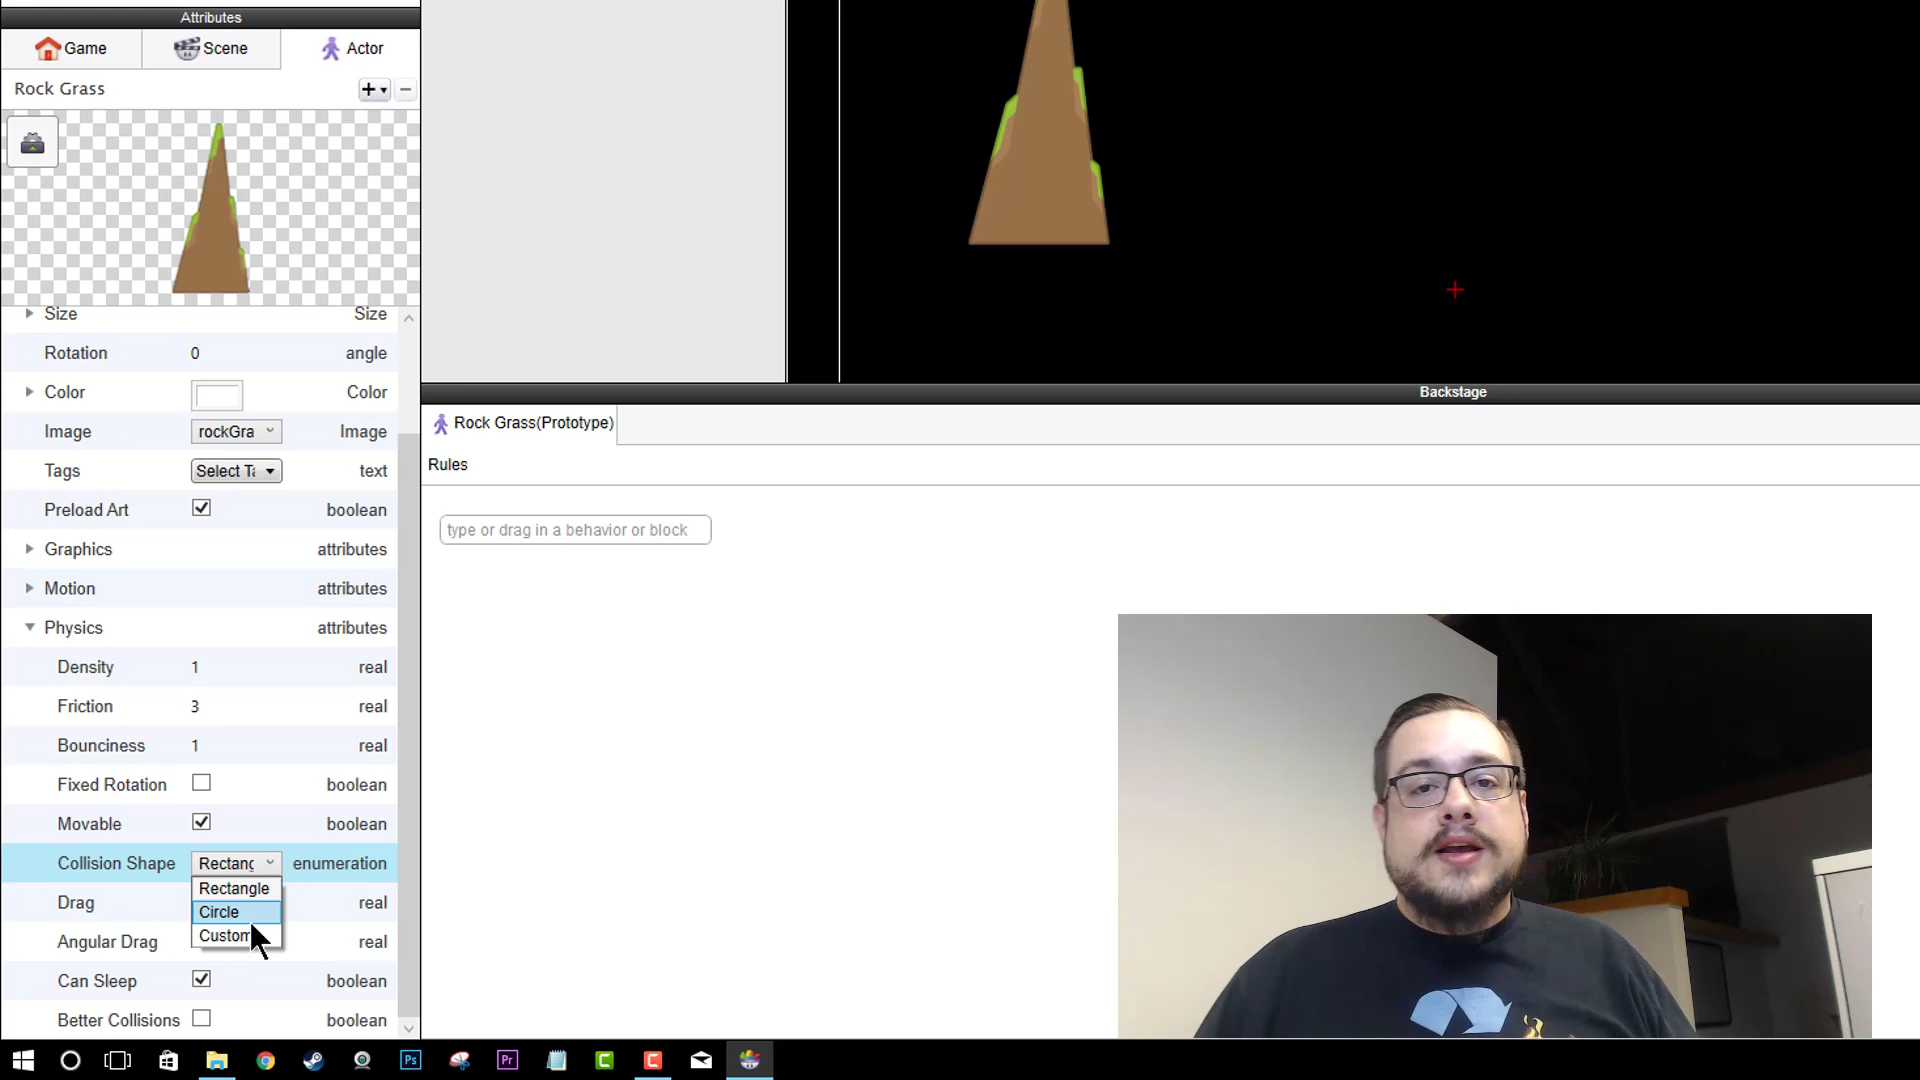 Attributes
Game
Scene
Actor
Rock Grass
Size Size
Rotation 0 angle
Color Color
Image rockGra Image
Tags Select Ta text
Preload Art boolean
Graphics attributes
Motion attributes
Physics attributes
Density 1 real
Friction 3 real
Bounciness 1 real
Fixed Rotation boolean
Movable boolean
Collision Shape Rectang enumeration
Rectangle
Circle
Custom
Drag real
Angular Drag real
Can Sleep boolean
Better Collisions boolean
Backstage
Rock Grass(Prototype)
Rules
type or drag in a behavior or block
Ps
Pr
C
C